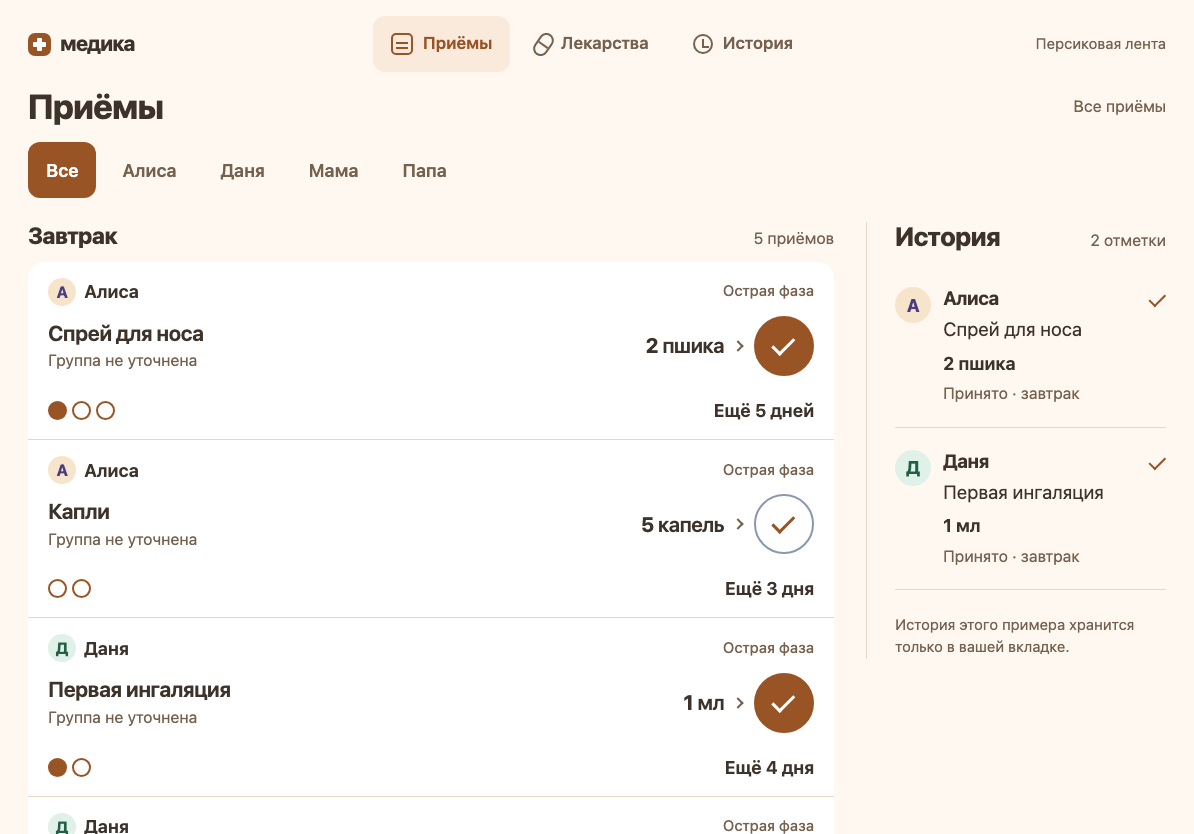 медика
Приёмы
Лекарства
История
Персиковая лента
Приёмы
Все приёмы
Все
Алиса
Даня
Мама
Папа
Завтрак
5 приёмов
А Алиса
Острая фаза
Спрей для носа
Группа не уточнена
2 пшика
Ещё 5 дней
А Алиса
Острая фаза
Капли
Группа не уточнена
5 капель
Ещё 3 дня
Д Даня
Острая фаза
Первая ингаляция
Группа не уточнена
1 мл
Ещё 4 дня
Д Даня
Острая фаза
История
2 отметки
А Алиса
Спрей для носа
2 пшика
Принято · завтрак
Д Даня
Первая ингаляция
1 мл
Принято · завтрак
История этого примера хранится
только в вашей вкладке.